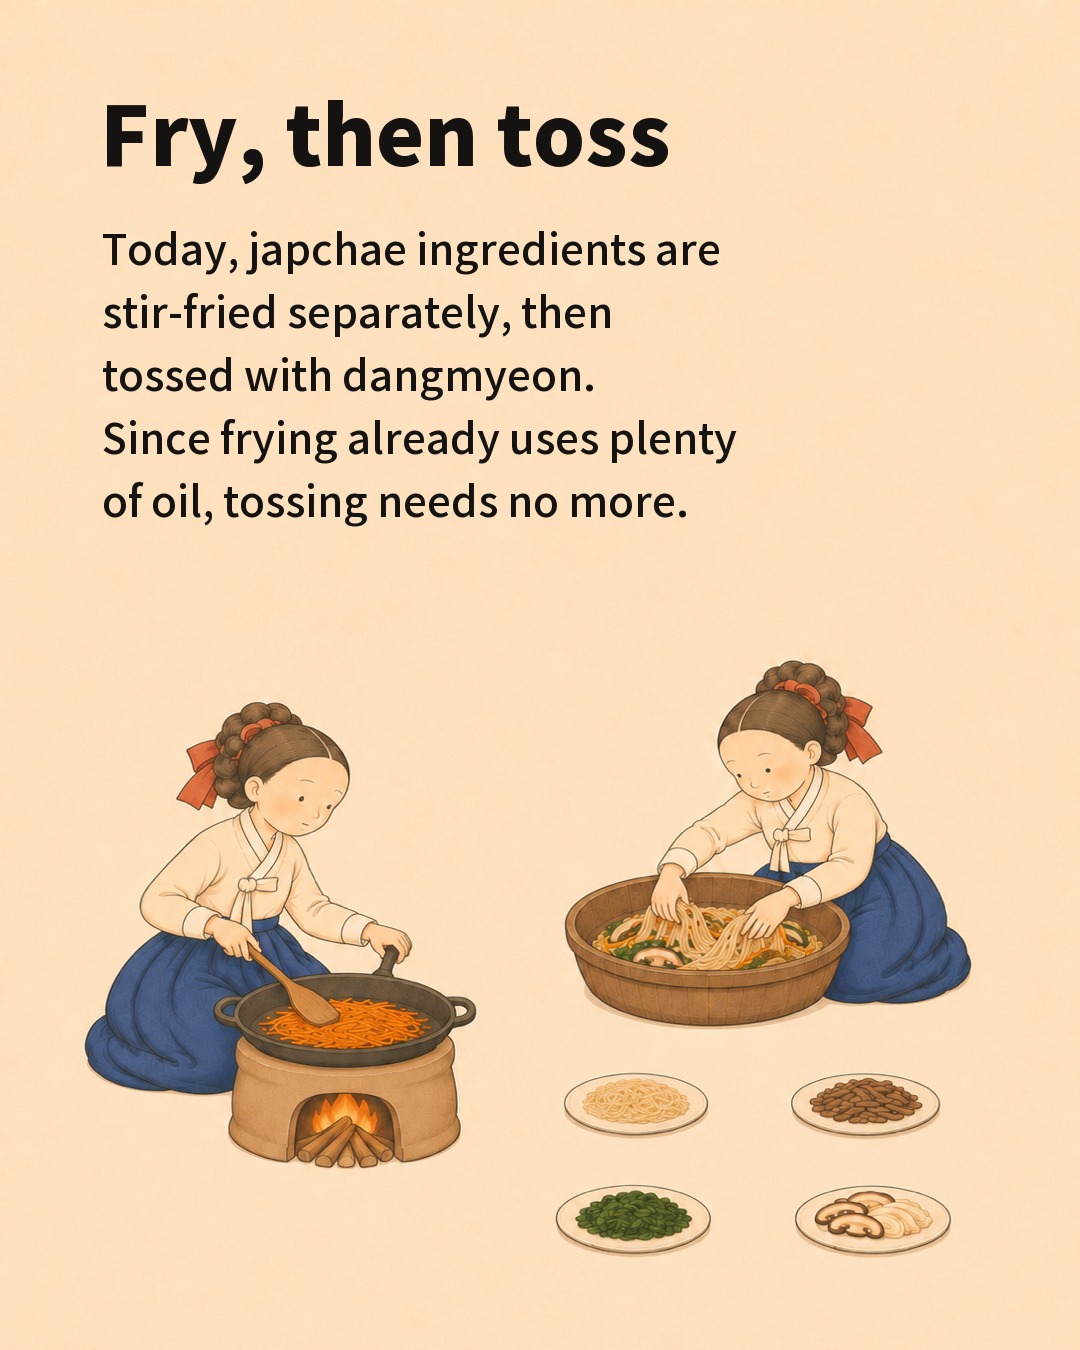 Fry, then toss
Today, japchae ingredients are
stir-fried separately, then
tossed with dangmyeon.
Since frying already uses plenty
of oil, tossing needs no more.